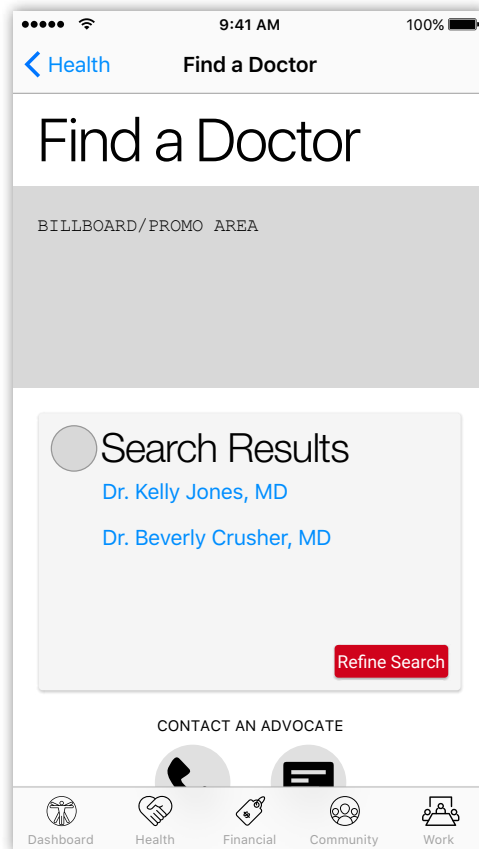 9:41 AM
100%
Health
Find a Doctor
Find a Doctor
BILLBOARD/PROMO AREA
Search Results
Dr. Kelly Jones, MD
Dr. Beverly Crusher, MD
Refine Search
CONTACT AN ADVOCATE
Dashboard
Health
Financial
Community
Work